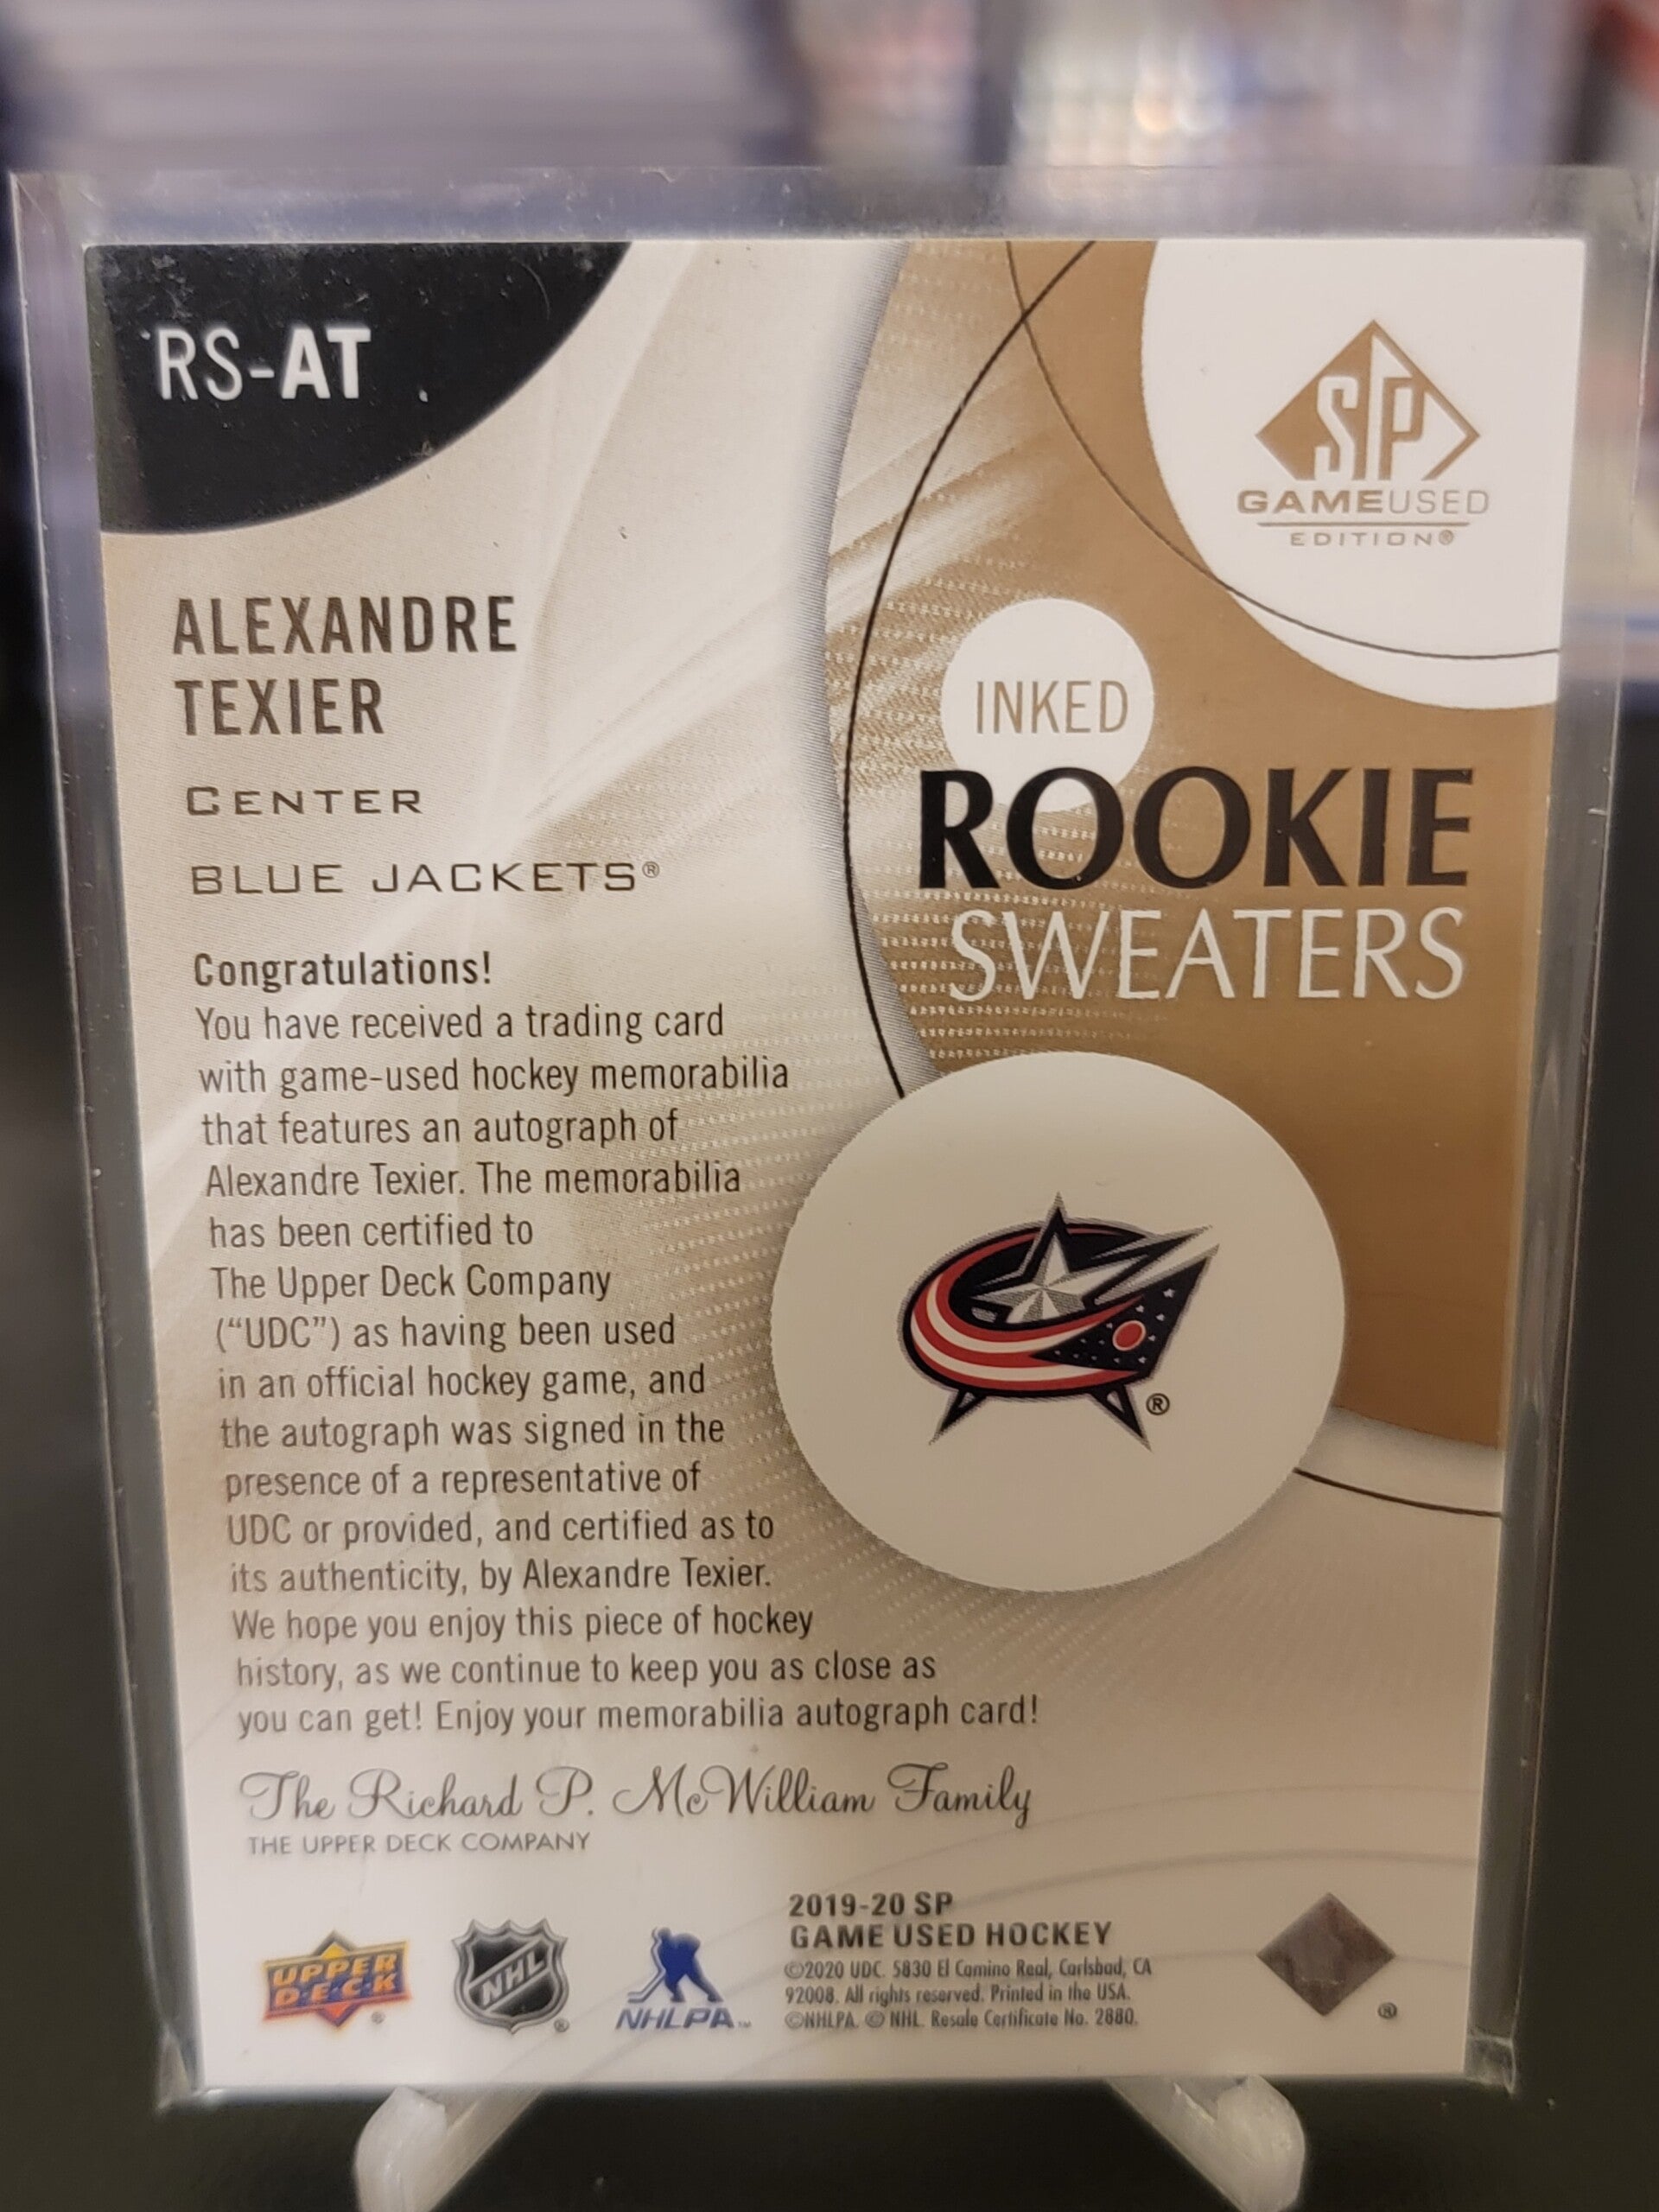 RS-AT
SP
GAMEUSED
EDITION®
ALEXANDRE
TEXIER
CENTER
BLUE JACKETS®
INKED
ROOKIE
SWEATERS
®
Congratulations!
You have received a trading card
with game-used hockey memorabilia
that features an autograph of
Alexandre Texier. The memorabilia
has been certified to
The Upper Deck Company
(“UDC”) as having been used
in an official hockey game, and
the autograph was signed in the
presence of a representative of
UDC or provided, and certified as to
its authenticity, by Alexandre Texier.
We hope you enjoy this piece of hockey
history, as we continue to keep you as close as
you can get! Enjoy your memorabilia autograph card!
The Richard P. McWilliam Family
THE UPPER DECK COMPANY
UPPER
DECK
®
NHL
®
NHLPA™
2019-20 SP
GAME USED HOCKEY
©2020 UDC. 5830 El Camino Real, Carlsbad, CA
92008. All rights reserved. Printed in the USA.
©NHLPA. © NHL. Resale Certificate No. 2880.
®